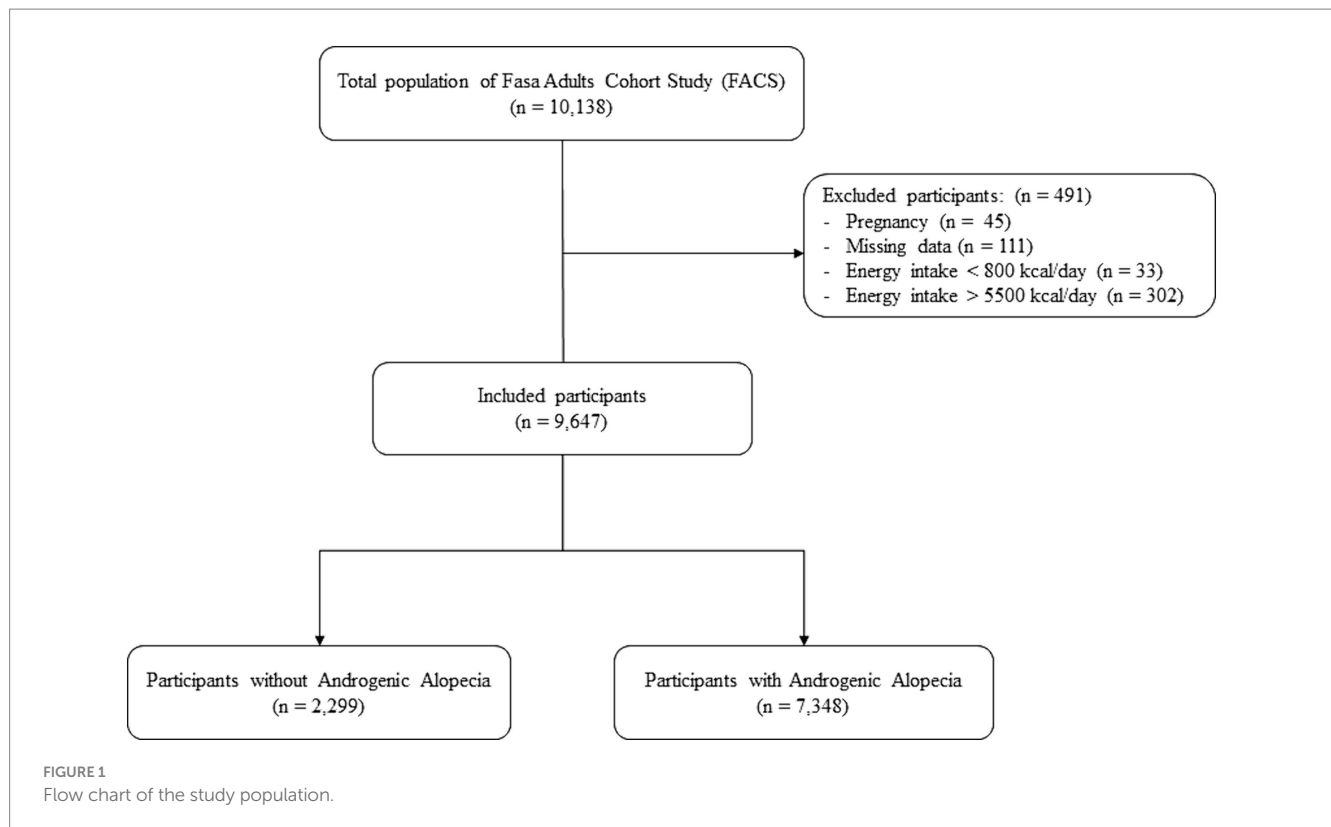 Total population of Fasa Adults Cohort Study (FACS)
(n = 10,138)
Excluded participants: (n = 491)
- Pregnancy (n = 45)
- Missing data (n = 111)
- Energy intake < 800 kcal/day (n = 33)
- Energy intake > 5500 kcal/day (n = 302)
Included participants
(n = 9,647)
Participants without Androgenic Alopecia
(n = 2,299)
Participants with Androgenic Alopecia
(n = 7,348)
FIGURE 1
Flow chart of the study population.